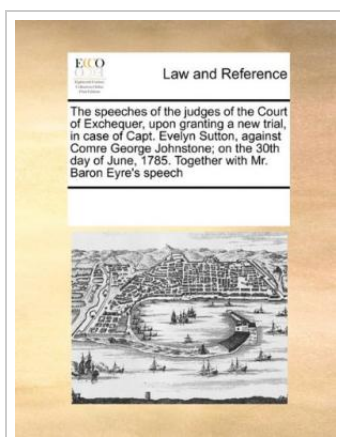 ECCO
Law and Reference
The speeches of the judges of the Court
of Exchequer, upon granting a new trial,
in case of Capt. Evelyn Sutton, against
Comre George Johnstone; on the 30th
day of June, 1785. Together with Mr.
Baron Eyre's speech